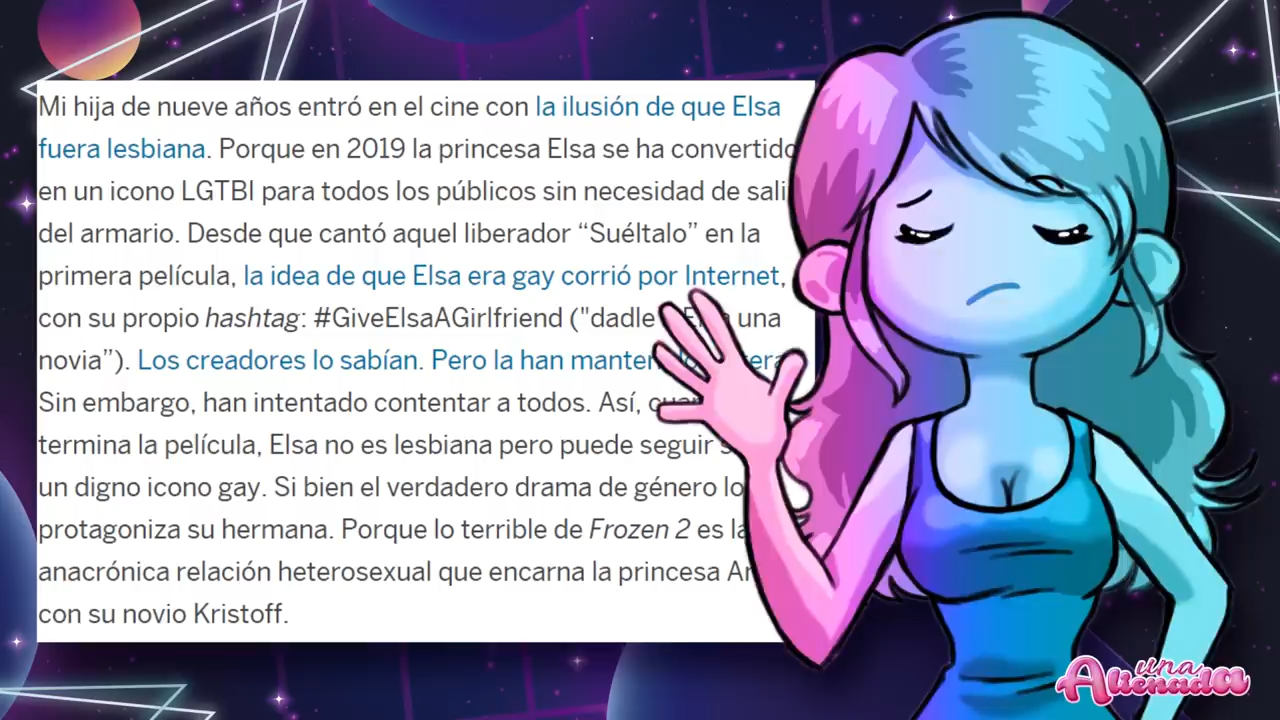 Mi hija de nueve años entró en el cine con la ilusión de que Elsa
fuera lesbiana. Porque en 2019 la princesa Elsa se ha convertido
en un icono LGTBI para todos los públicos sin necesidad de sali
del armario. Desde que cantó aquel liberador “Suéltalo” en la
primera película, la idea de que Elsa era gay corrió por Internet,
con su propio hashtag: #GiveElsaAGirlfriend ("dadle una
novia”). Los creadores lo sabían. Pero la han
Sin embargo, han intentado contentar a todos. Así,
termina la película, Elsa no es lesbiana pero puede seguir
un digno icono gay. Si bien el verdadero drama de género lo
protagoniza su hermana. Porque lo terrible de Frozen 2 es la
anacrónica relación heterosexual que encarna la princesa
con su novio Kristoff.
una
Alienada